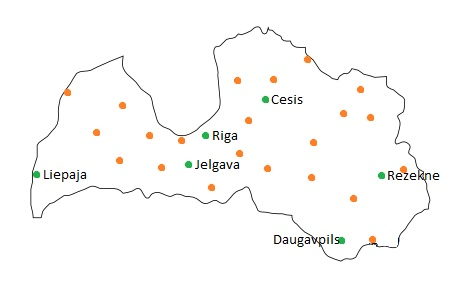 Cesis
Riga
Jelgava
Liepaja
Rezekne
Daugavpils